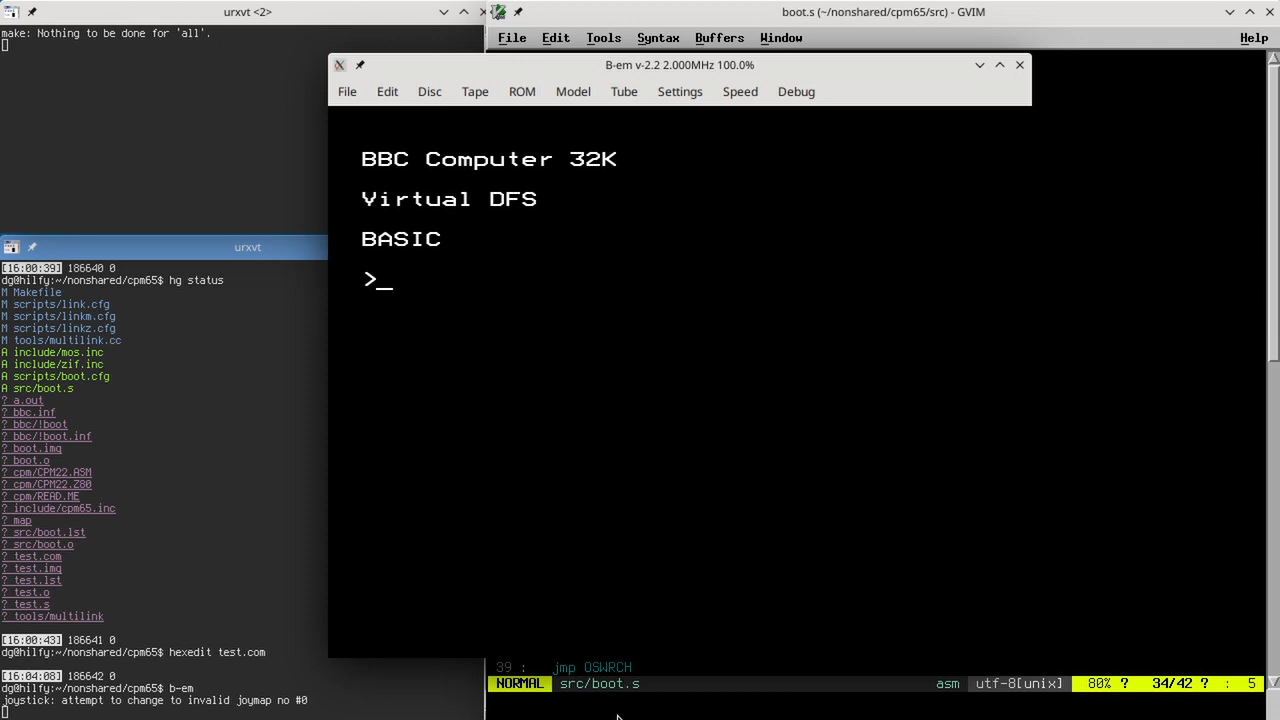 urxvt <2>
make: Nothing to be done for 'all'.
boot.s (~/nonshared/cpm65/src) - GVIM
File Edit Tools Syntax Buffers Window Help
B-em v-2.2 2.000MHz 100.0%
File Edit Disc Tape ROM Model Tube Settings Speed Debug
BBC Computer 32K
Virtual DFS
BASIC
>_
urxvt
[16:00:39] 186640 0
dg@hilfy:~/nonshared/cpm65$ hg status
M Makefile
M scripts/link.cfg
M scripts/linkm.cfg
M scripts/linkz.cfg
M tools/multilink.cc
A include/mos.inc
A include/zif.inc
A scripts/boot.cfg
A src/boot.s
? a.out
? bbc.inf
? bbc/!boot
? bbc/!boot.inf
? boot.img
? boot.o
? cpm/CPM22.ASM
? cpm/CPM22.Z80
? cpm/READ.ME
? include/cpm65.inc
? map
? src/boot.lst
? src/boot.o
? test.com
? test.img
? test.lst
? test.o
? test.s
? tools/multilink
[16:00:43] 186641 0
dg@hilfy:~/nonshared/cpm65$ hexedit test.com
[16:04:08] 186642 0
dg@hilfy:~/nonshared/cpm65$ b-em
joystick: attempt to change to invalid joymap no #0
39 : jmp OSWRCH
NORMAL src/boot.s asm utf-8[unix] 80% ? 34/42 ? : 5